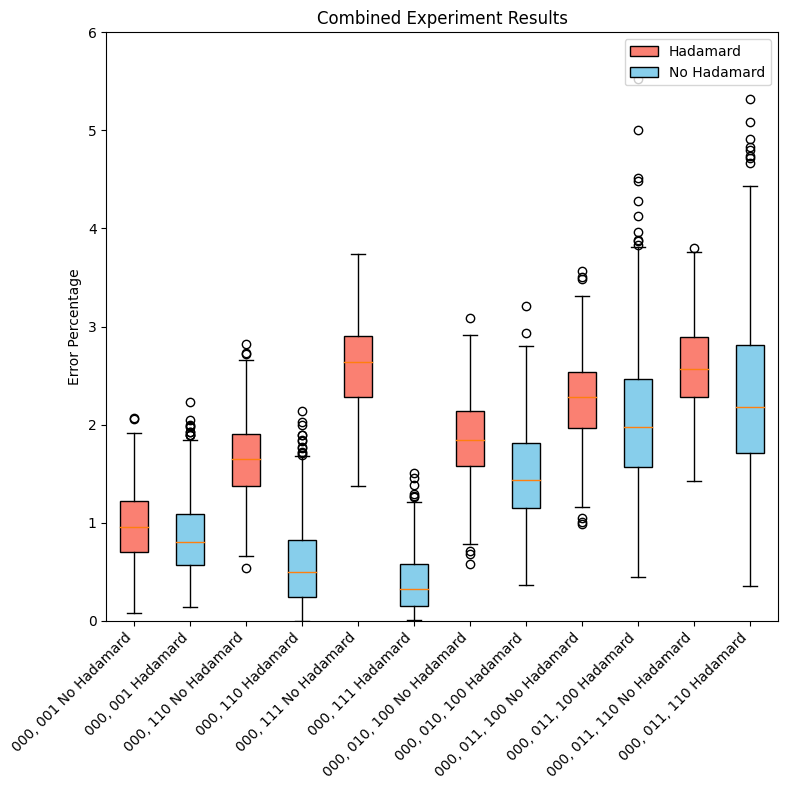 Combined Experiment Results
Hadamard
No Hadamard
Error Percentage
6
5
4
3
2
1
0
000, 001 No Hadamard
000, 001 Hadamard
000, 110 No Hadamard
000, 110 Hadamard
000, 111 No Hadamard
000, 111 Hadamard
000, 010, 100 No Hadamard
000, 010, 100 Hadamard
000, 011, 100 No Hadamard
000, 011, 100 Hadamard
000, 011, 110 No Hadamard
000, 011, 110 Hadamard